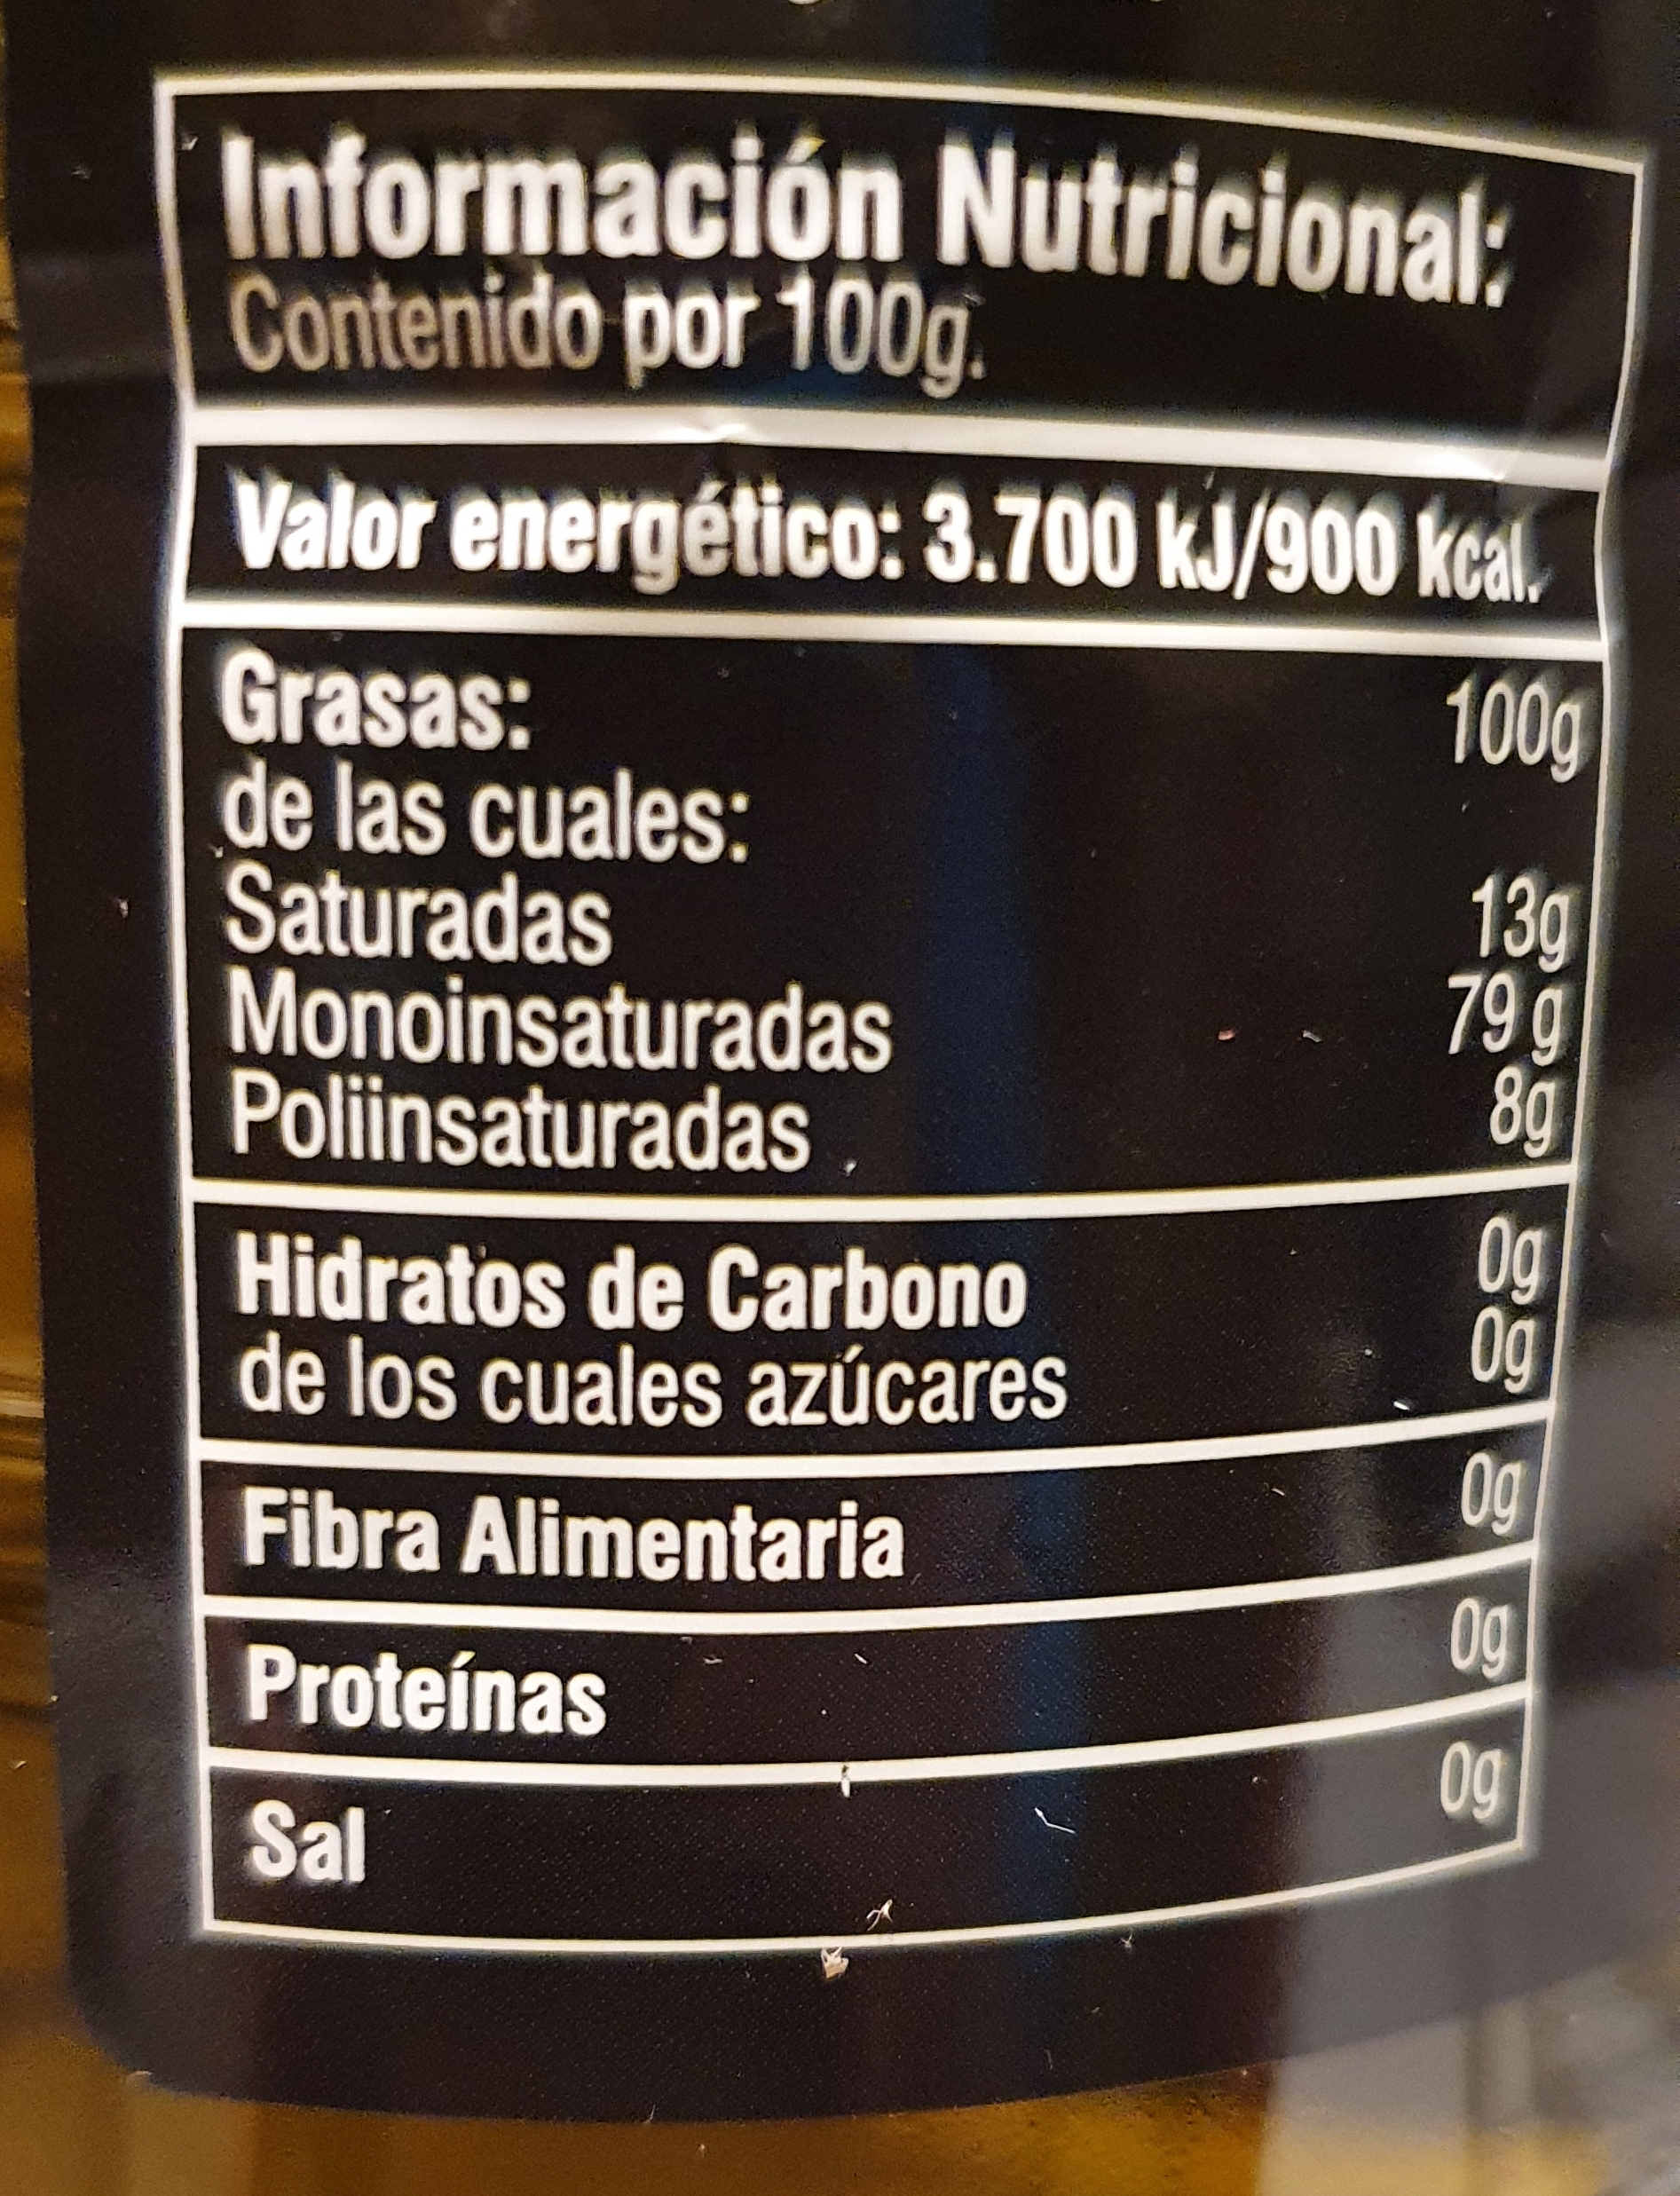 Información Nutricional:
Contenido por 100g.
Valor energético: 3.700 kJ/900 kcal.
Grasas: 100g
de las cuales:
Saturadas 13g
Monoinsaturadas 79 g
Poliinsaturadas 8g
Hidratos de Carbono 0g
de los cuales azúcares 0g
Fibra Alimentaria 0g
Proteínas 0g
Sal 0g